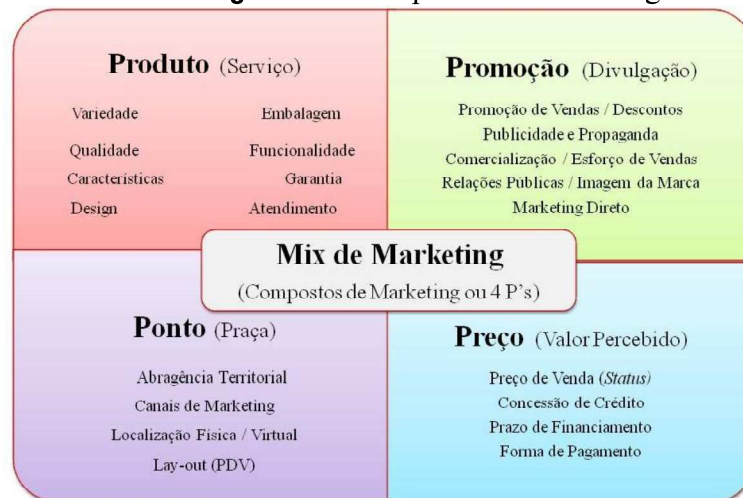 Produto (Serviço)
Variedade Embalagem
Qualidade Funcionalidade
Características Garantia
Design Atendimento
Promoção (Divulgação)
Promoção de Vendas / Descontos
Publicidade e Propaganda
Comercialização / Esforço de Vendas
Relações Públicas / Imagem da Marca
Marketing Direto
Mix de Marketing
(Compostos de Marketing ou 4 P's)
Ponto (Praça)
Abragência Territorial
Canais de Marketing
Localização Física / Virtual
Lay-out (PDV)
Preço (Valor Percebido)
Preço de Venda (Status)
Concessão de Crédito
Prazo de Financiamento
Forma de Pagamento